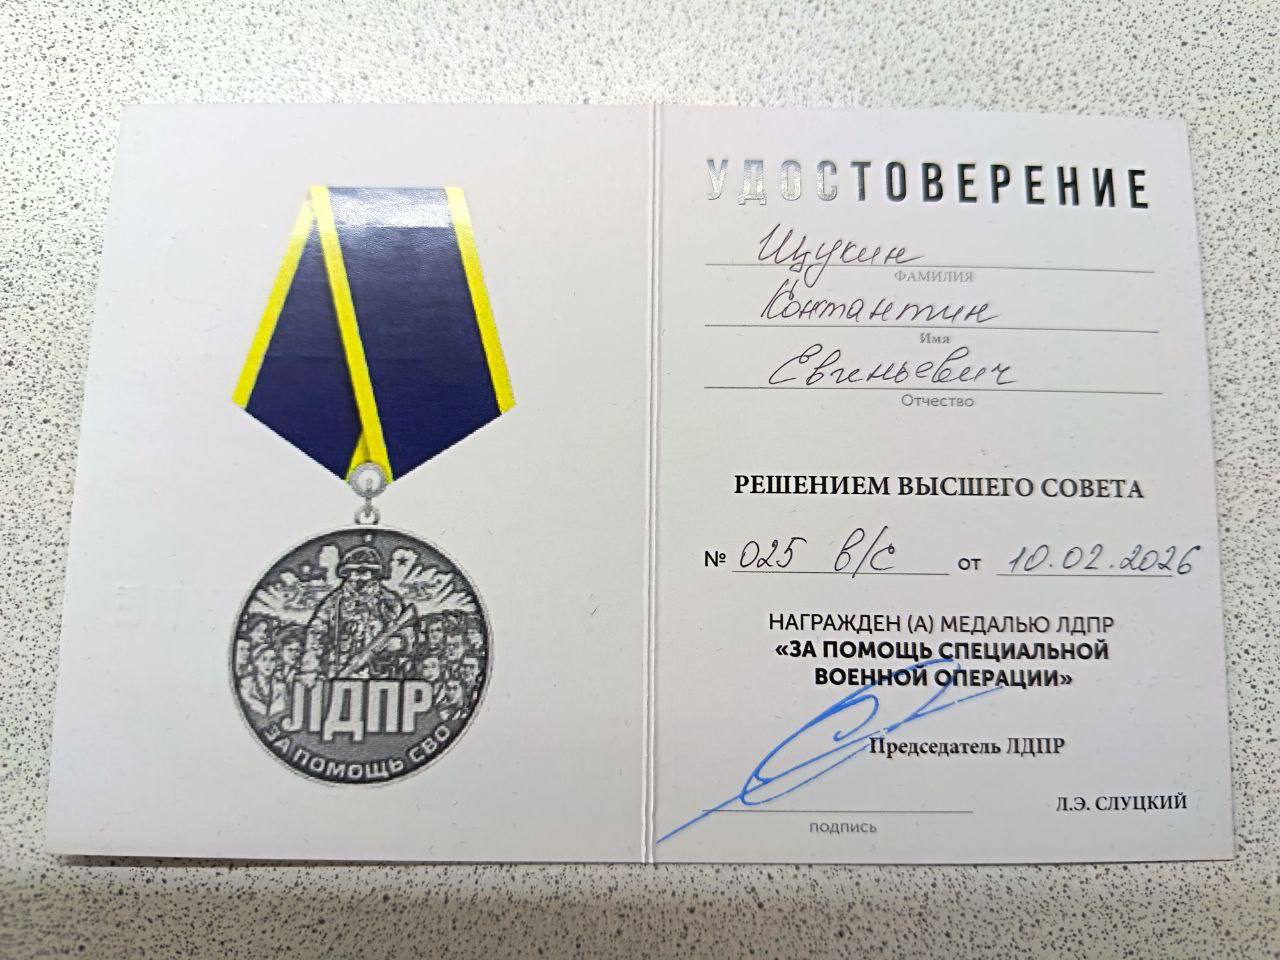 ЛДПР
ЗА ПОМОЩЬ СВО
УДОСТОВЕРЕНИЕ
Щукин
ФАМИЛИЯ
Контантин
Имя
Евгеньевич
Отчество
РЕШЕНИЕМ ВЫСШЕГО СОВЕТА
№ 025 в/с от 10.02.2026
НАГРАЖДЕН (А) МЕДАЛЬЮ ЛДПР
«ЗА ПОМОЩЬ СПЕЦИАЛЬНОЙ
ВОЕННОЙ ОПЕРАЦИИ»
Председатель ЛДПР
Л.Э. СЛУЦКИЙ
подпись